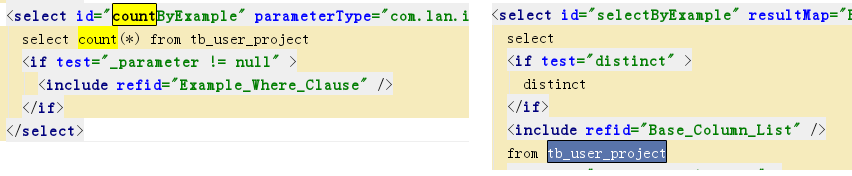 <select id="countByExample" parameterType="com.lan.i
select count(*) from tb_user_project
<if test="_parameter != null" >
<include refid="Example_Where_Clause" />
</if>
</select>
<select id="selectByExample" resultMap="
select
<if test="distinct" >
distinct
</if>
<include refid="Base_Column_List" />
from tb_user_project